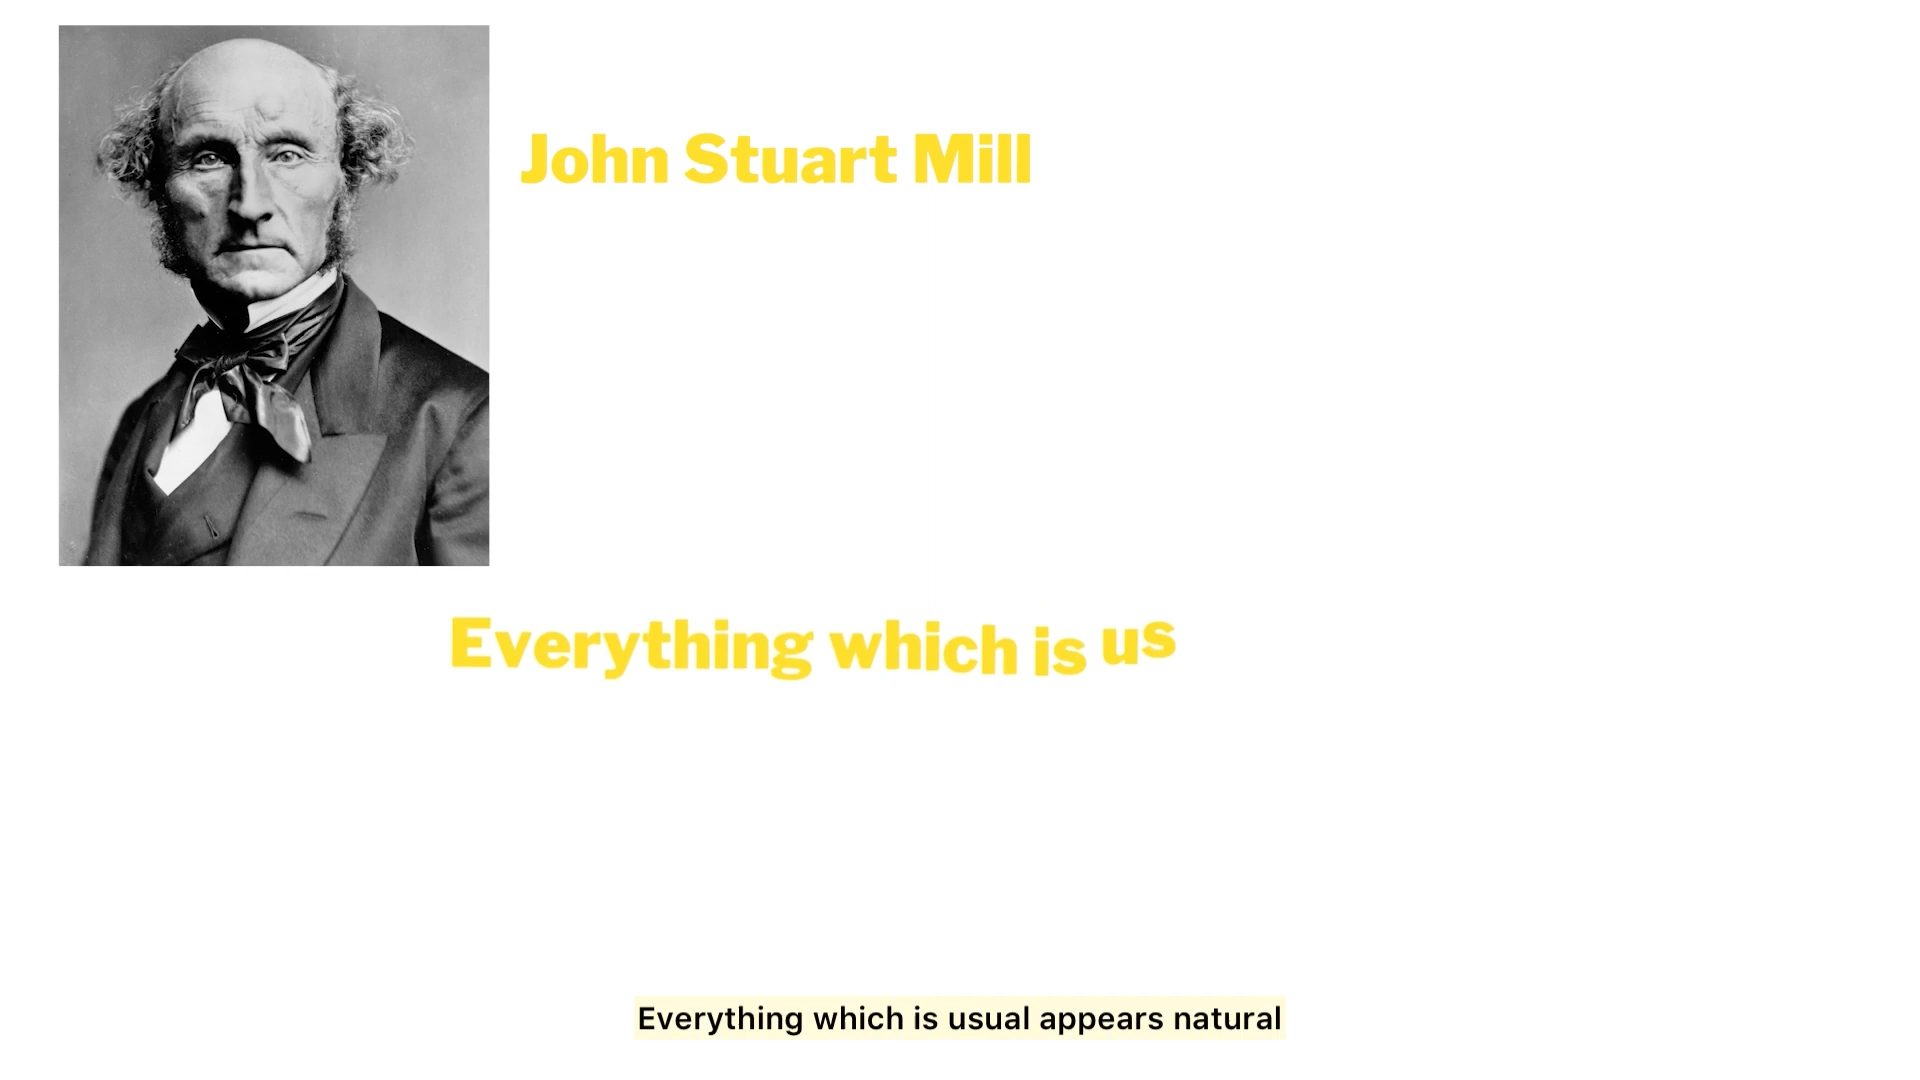 John Stuart Mill
Everything which is us
Everything which is usual appears natural